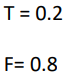 T = 0.2
F= 0.8